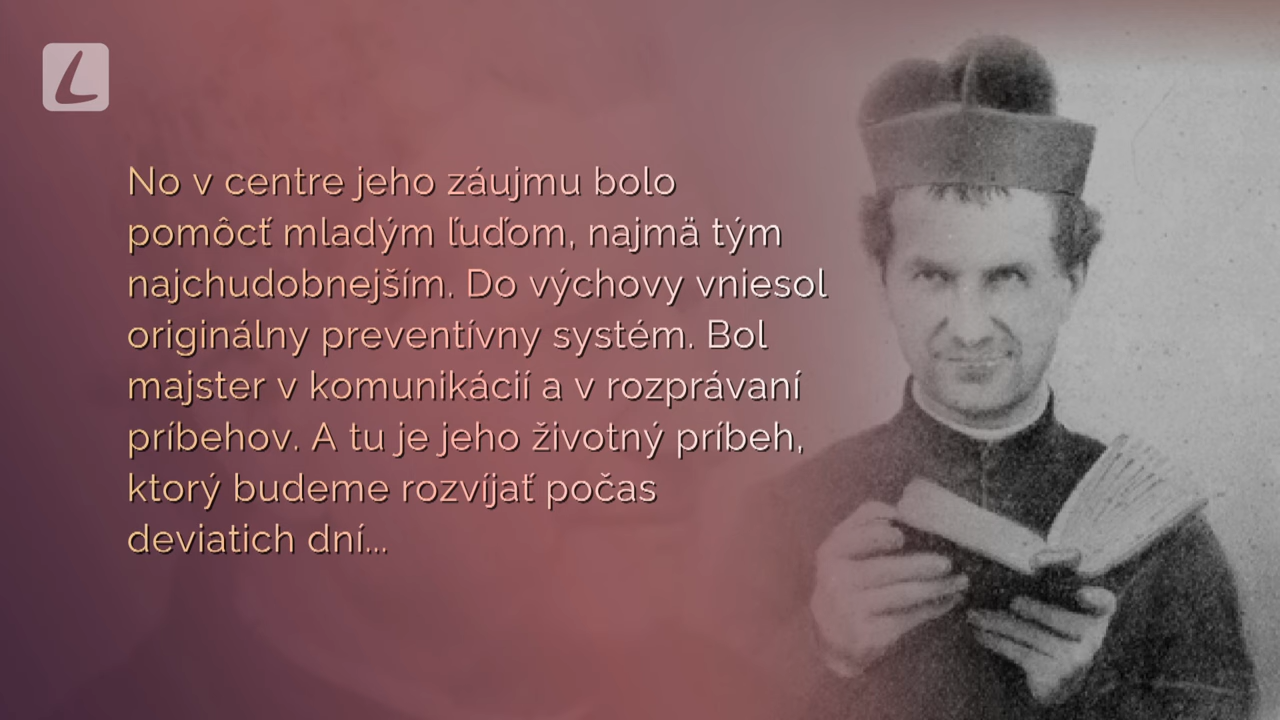 L
No v centre jeho záujmu bolo
pomôcť mladým ľuďom, najmä tým
najchudobnejším. Do výchovy vniesol
originálny preventívny systém. Bol
majster v komunikácií a v rozprávaní
príbehov. A tu je jeho životný príbeh,
ktorý budeme rozvíjať počas
deviatich dní...